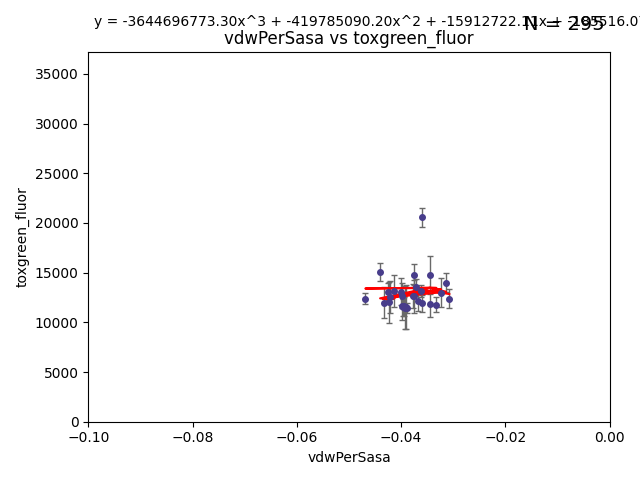 y = -3644696773.30x^3 + -419785090.20x^2 + -15912722.
N = 295
vdwPerSasa vs toxgreen_fluor
35000
30000
25000
20000
15000
10000
5000
0
toxgreen_fluor
−0.10 −0.08 −0.06 −0.04 −0.02 0.00
vdwPerSasa